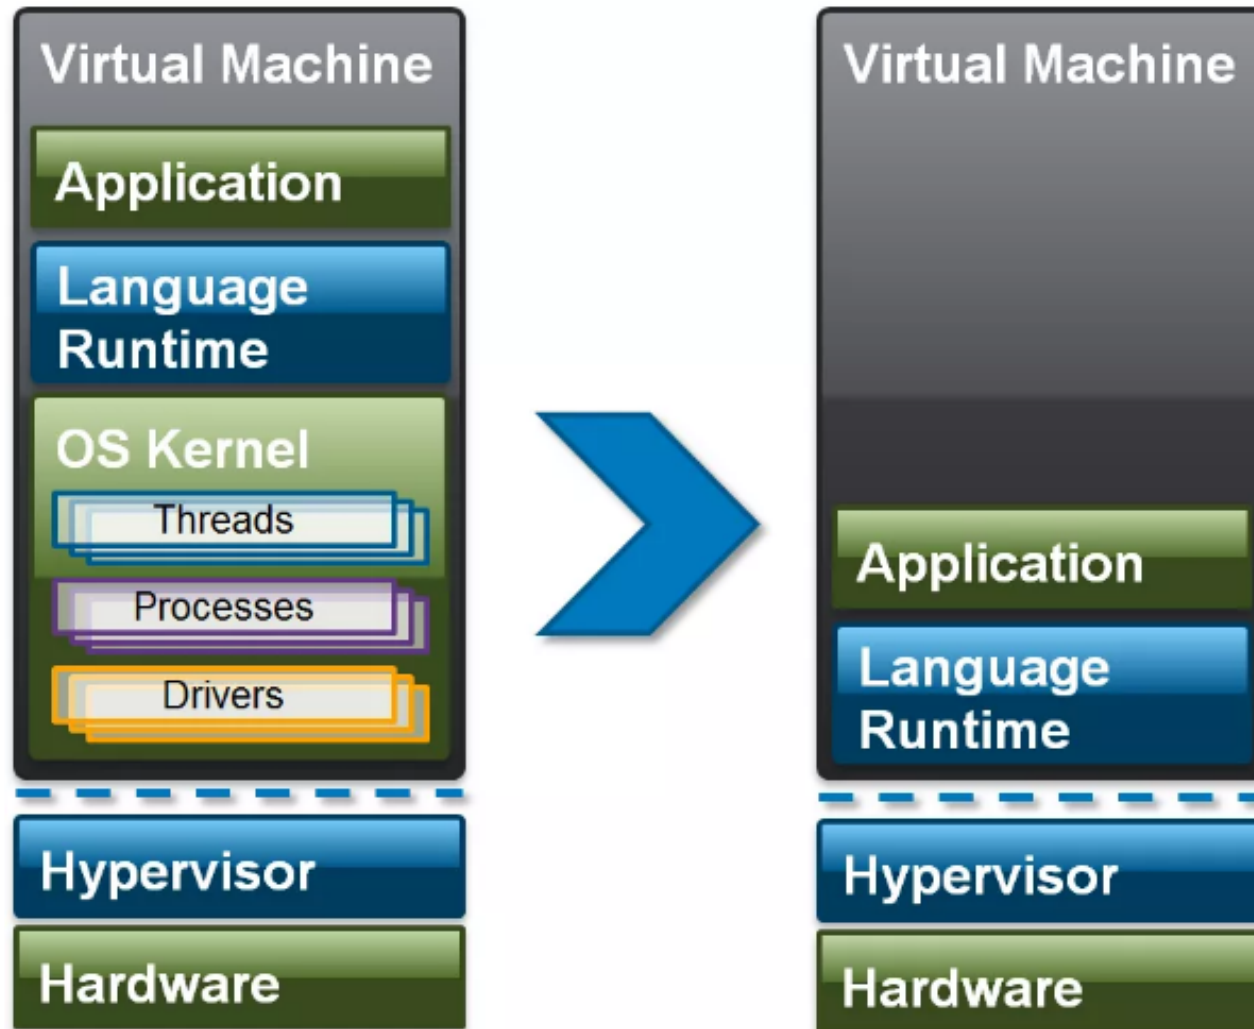 Virtual Machine
Application
Language
Runtime
OS Kernel
Threads
Processes
Drivers
Hypervisor
Hardware
Virtual Machine
Application
Language
Runtime
Hypervisor
Hardware